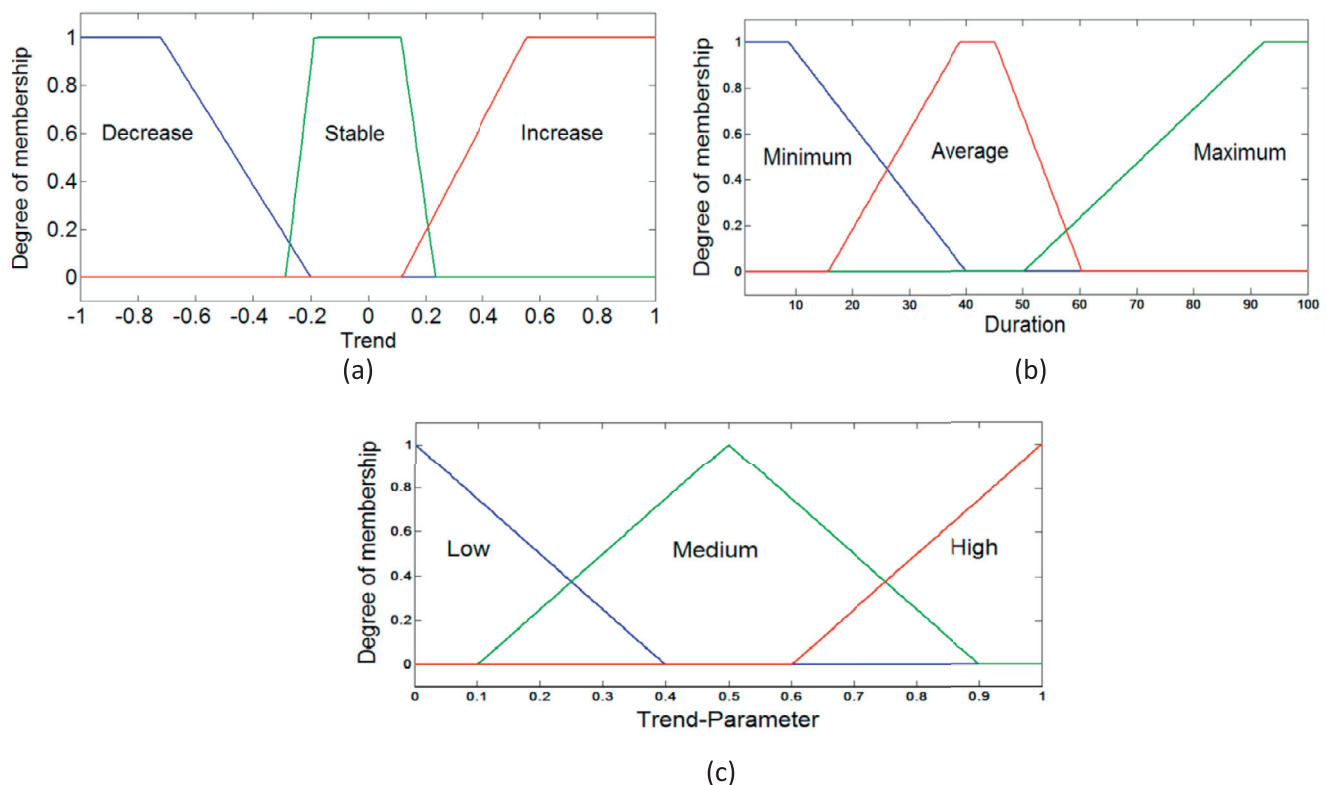 Degree of membership
1
0.8
0.6
0.4
0.2
0
Decrease
Stable
Increase
-1 -0.8 -0.6 -0.4 -0.2 0 0.2 0.4 0.6 0.8 1
Trend
(a)
Degree of membership
1
0.8
0.6
0.4
0.2
0
Minimum
Average
Maximum
10 20 30 40 50 60 70 80 90 100
Duration
(b)
Degree of membership
1
0.8
0.6
0.4
0.2
0
Low
Medium
High
0 0.1 0.2 0.3 0.4 0.5 0.6 0.7 0.8 0.9 1
Trend-Parameter
(c)